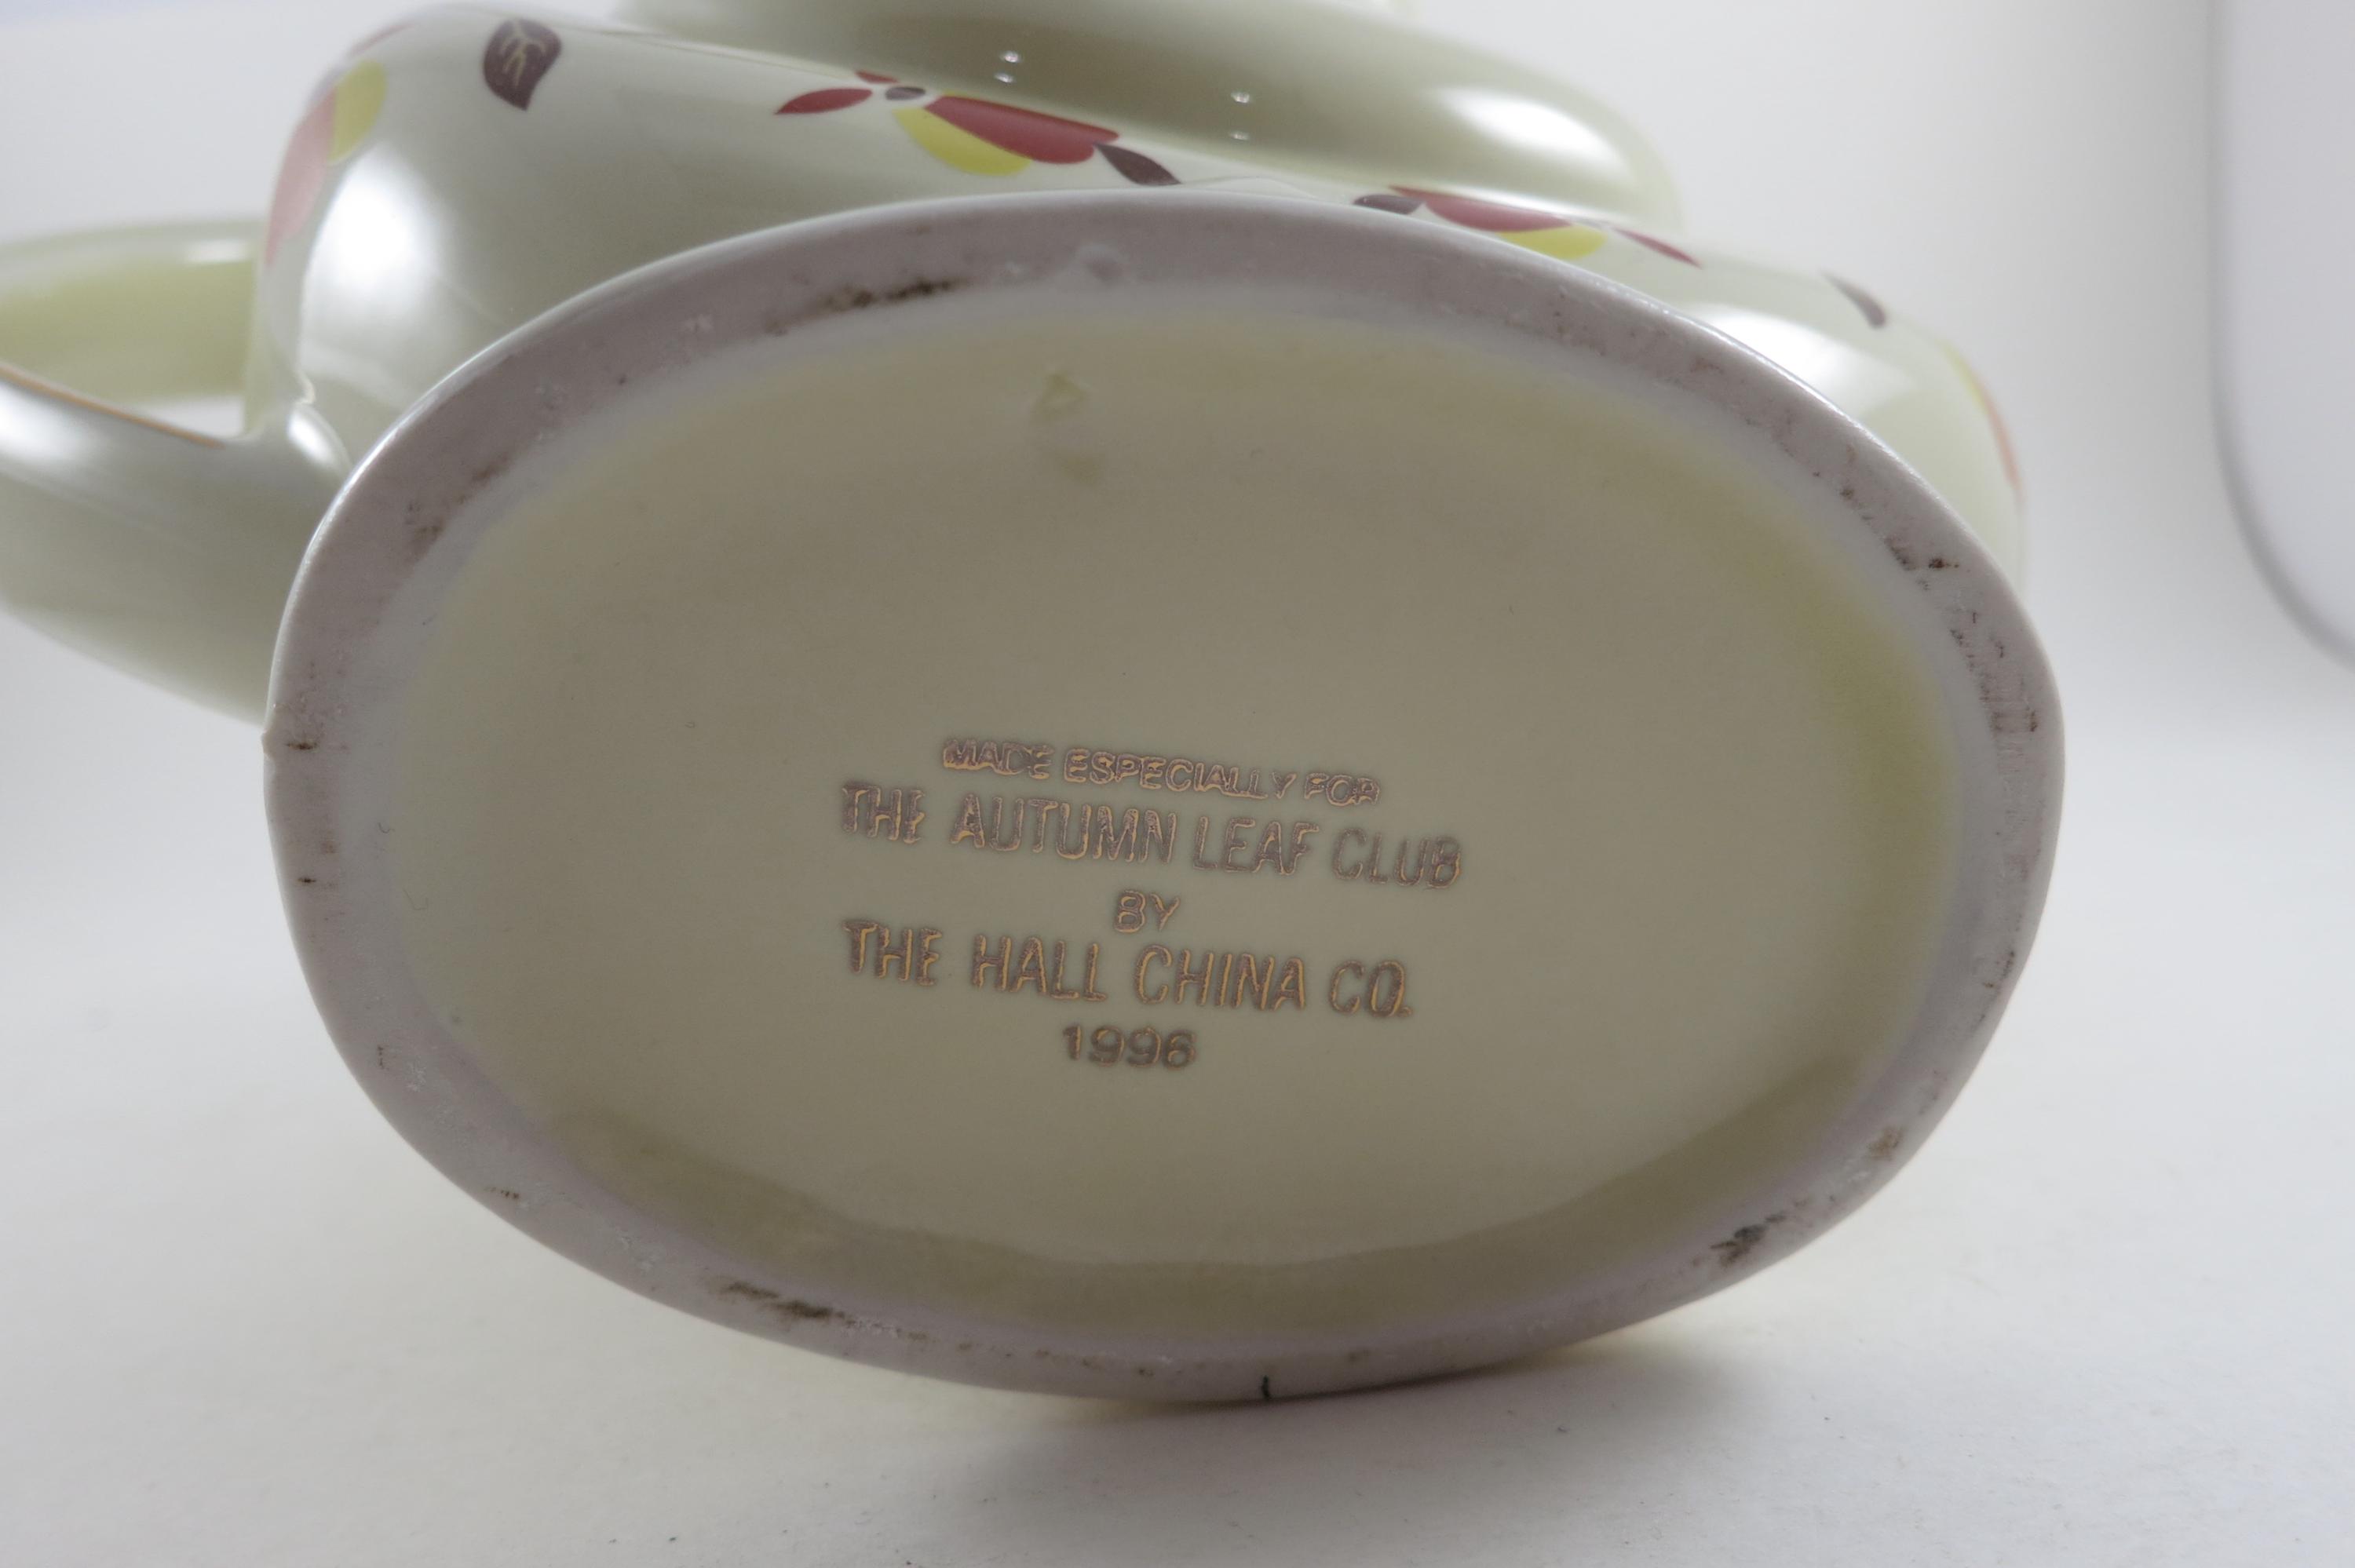 MADE ESPECIALLY FOR
THE AUTUMN LEAF CLUB
BY
THE HALL CHINA CO.
1996